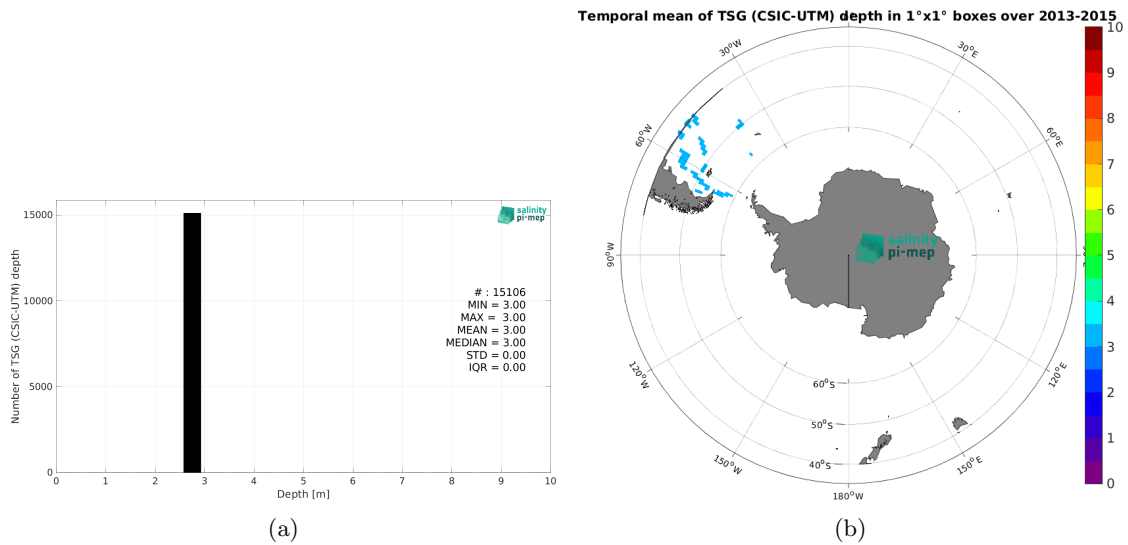 Number of TSG (CSIC-UTM) depth
15000
10000
5000
0
salinity
pi-mep
# : 15106
MIN = 3.00
MAX = 3.00
MEAN = 3.00
MEDIAN = 3.00
STD = 0.00
IQR = 0.00
0 1 2 3 4 5 6 7 8 9 10
Depth [m]
(a)
Temporal mean of TSG (CSIC-UTM) depth in 1°x1° boxes over 2013-2015
30°W
30°E
60°W
60°E
90°W
salinity
pi-mep
120°W
120°E
60°S
50°S
40°S
150°W
150°E
180°W
10
9
8
7
6
5
4
3
2
1
0
(b)